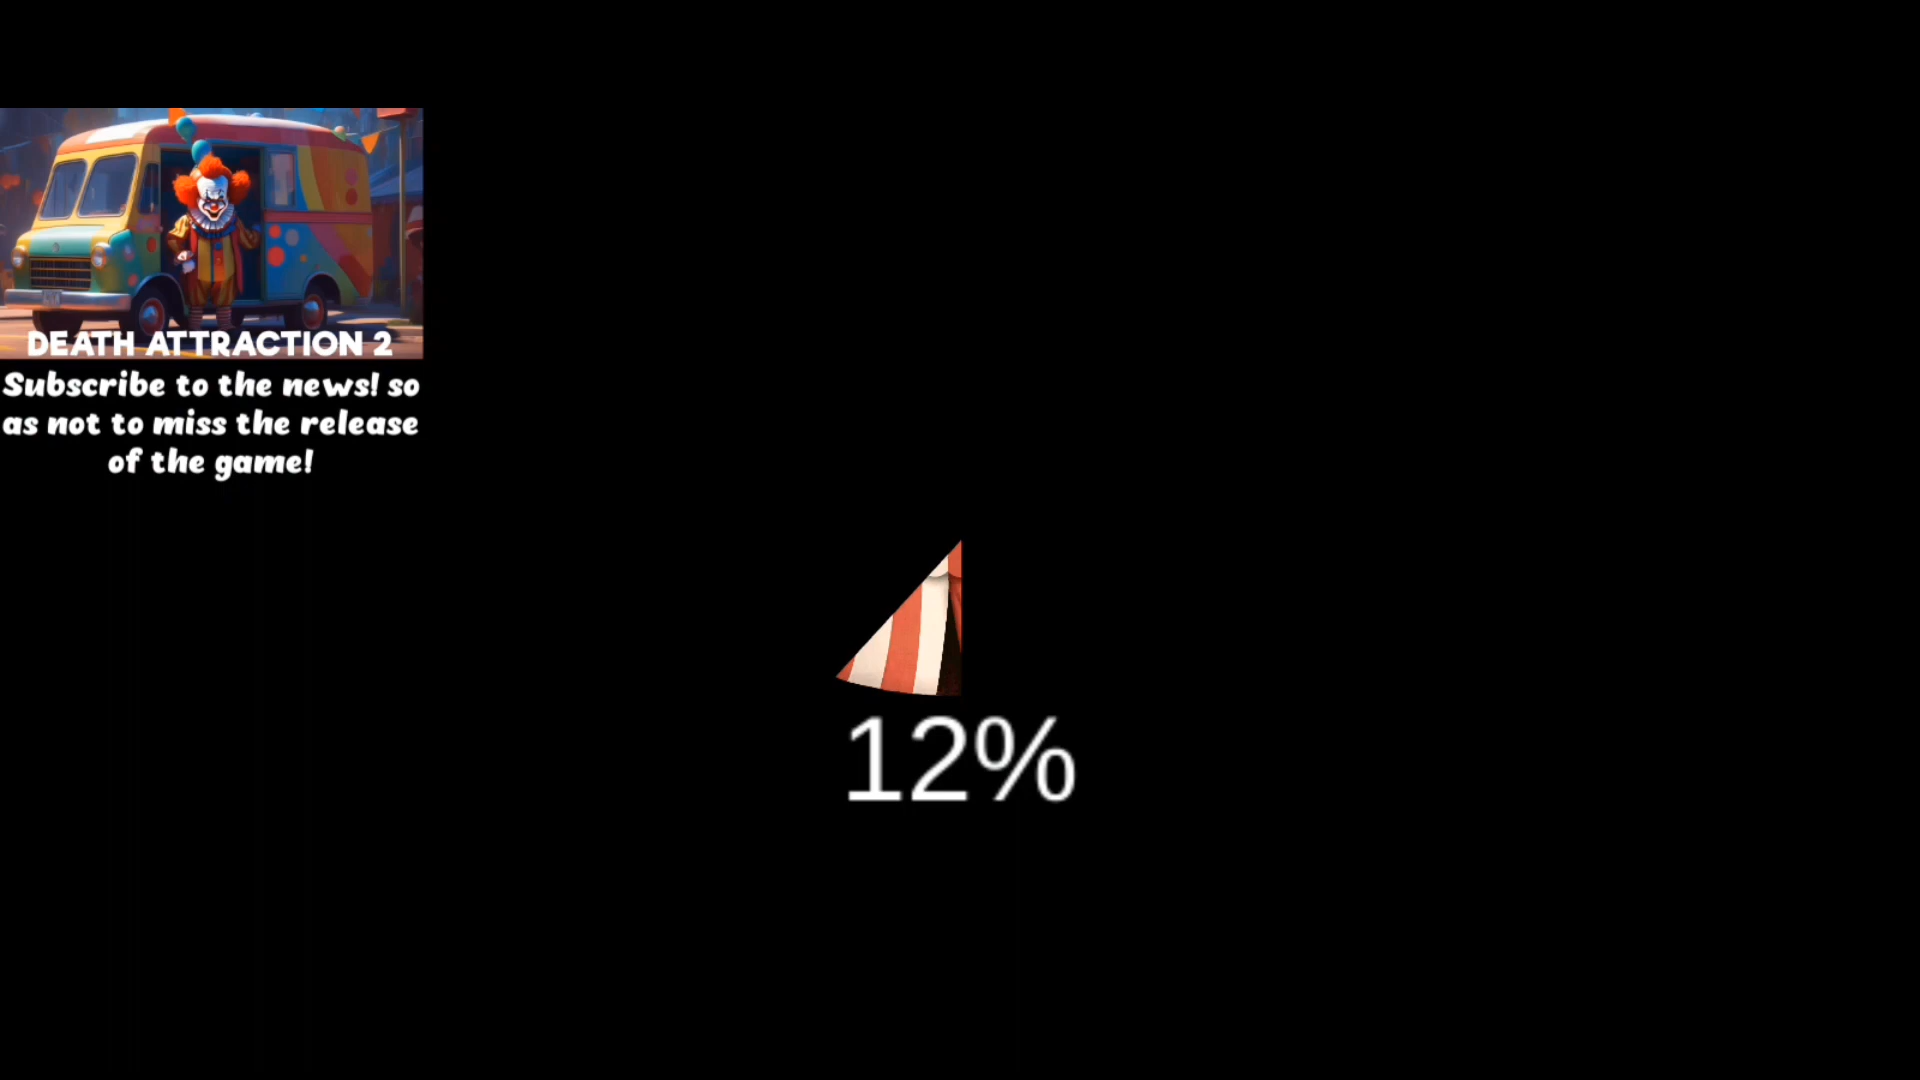 DEATH ATTRACTION 2
Subscribe to the news! so
as not to miss the release
of the game!
12%